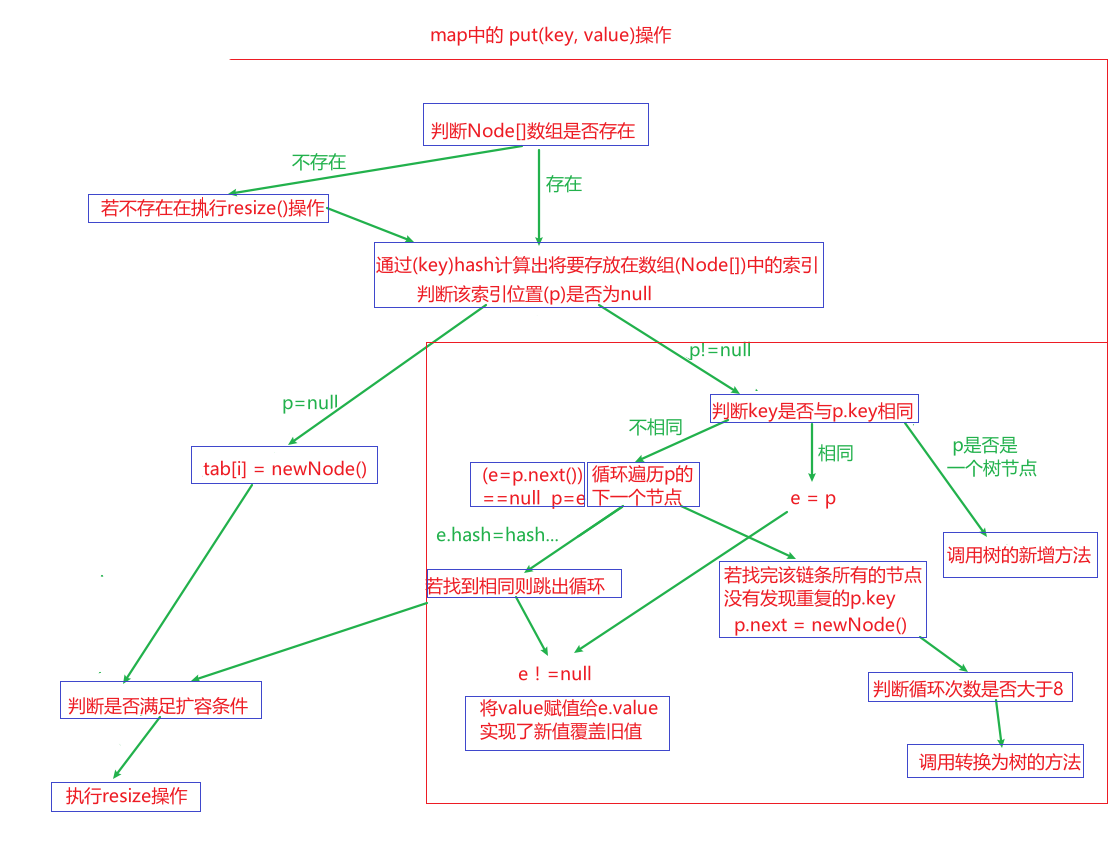 map中的 put(key, value)操作
判断Node[]数组是否存在
不存在
存在
若不存在在执行resize()操作
通过(key)hash计算出将要存放在数组(Node[])中的索引
判断该索引位置(p)是否为null
p!=null
p=null
判断key是否与p.key相同
不相同
相同
p是否是
一个树节点
tab[i] = newNode()
(e=p.next())
==null p=e
循环遍历p的
下一个节点
e = p
e.hash=hash...
调用树的新增方法
若找到相同则跳出循环
若找完该链条所有的节点
没有发现重复的p.key
p.next = newNode()
e ! =null
判断是否满足扩容条件
将value赋值给e.value
实现了新值覆盖旧值
判断循环次数是否大于8
调用转换为树的方法
执行resize操作